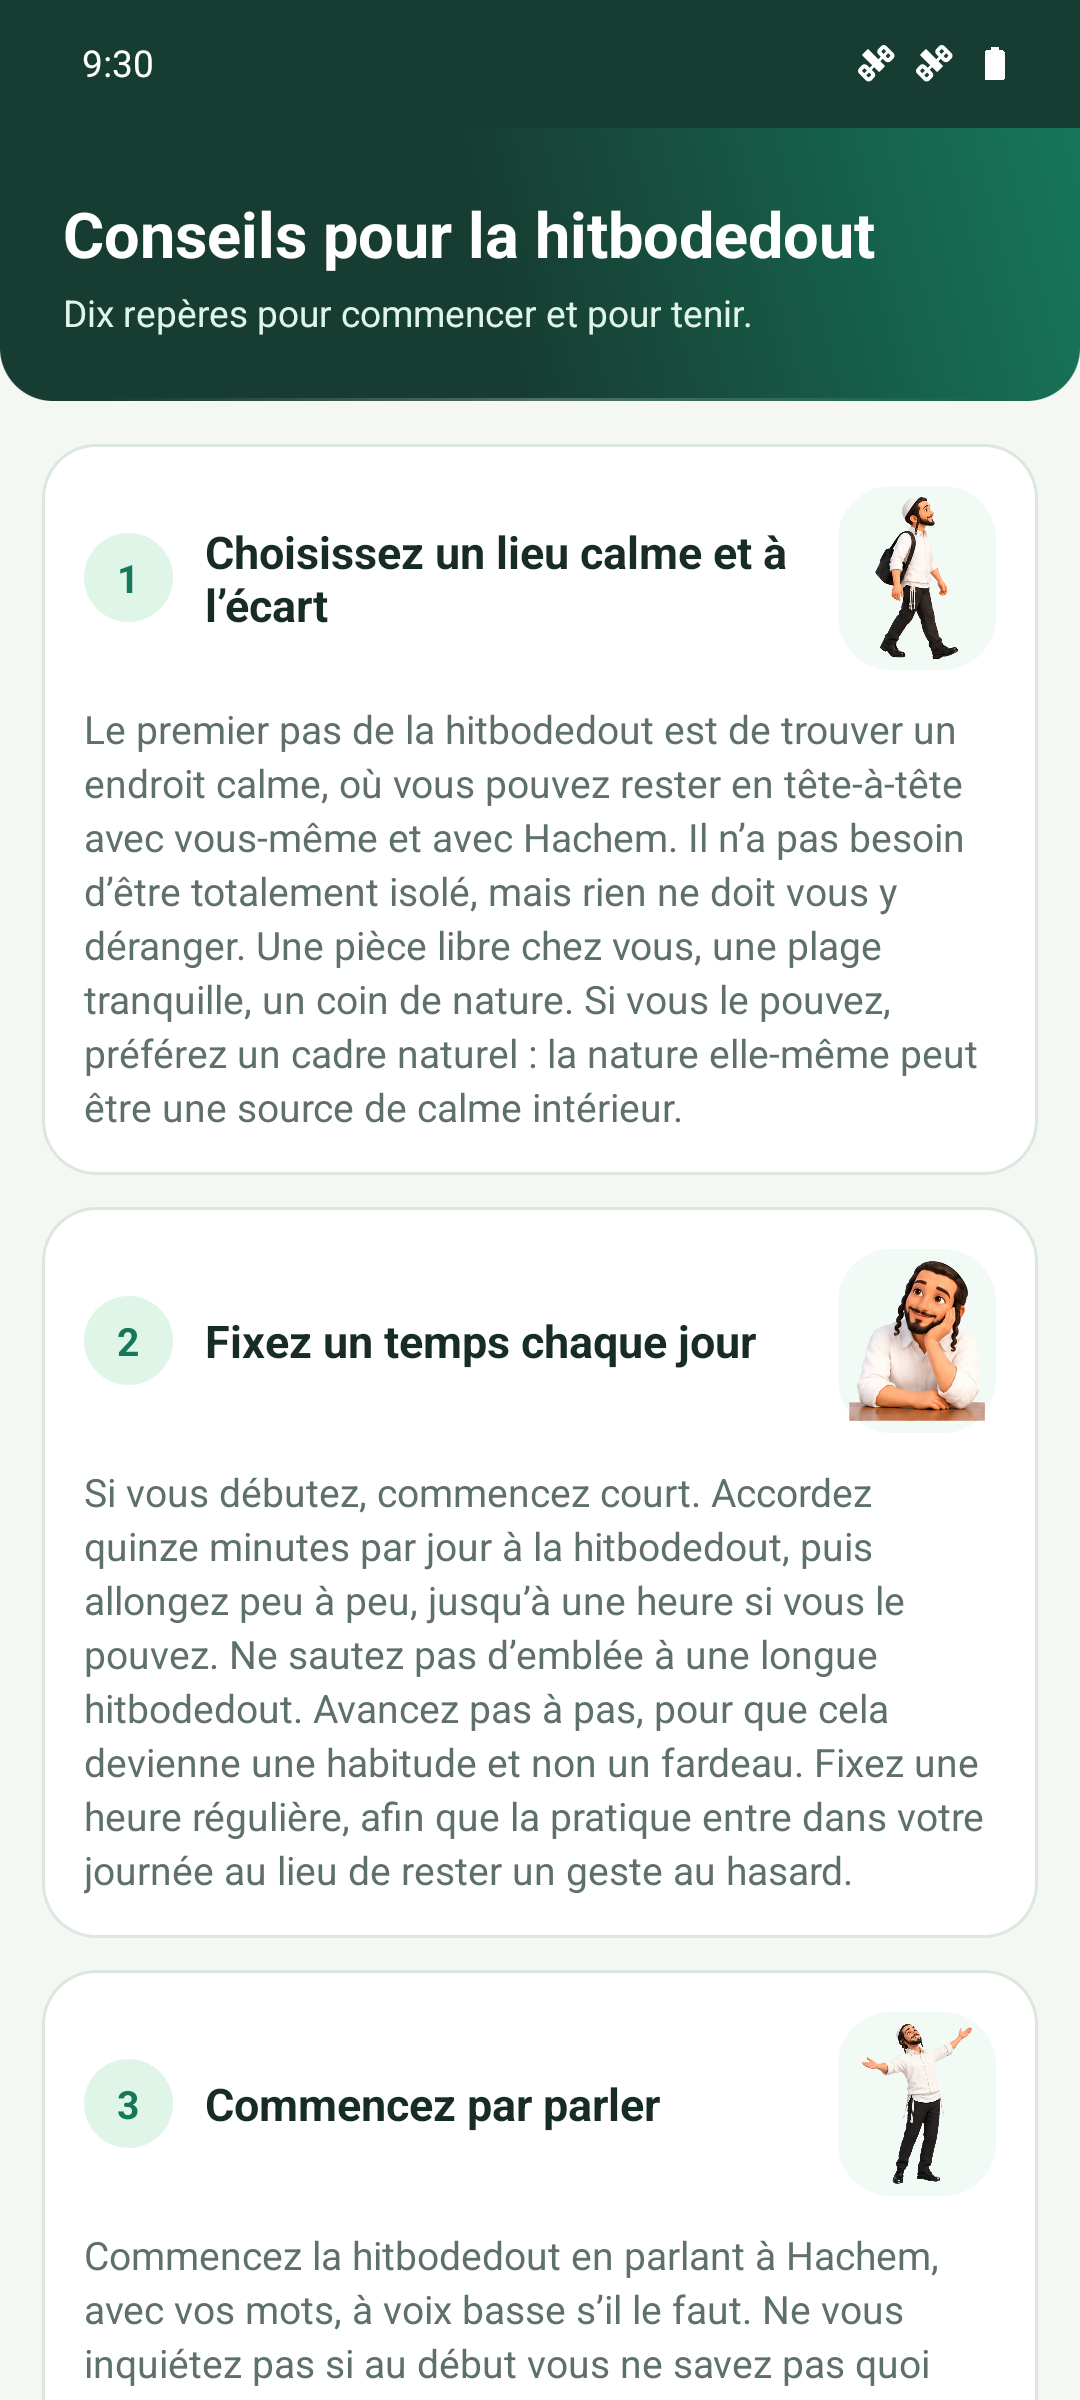 9:30
Conseils pour la hitbodedout
Dix repères pour commencer et pour tenir.
1
Choisissez un lieu calme et à
l’écart
Le premier pas de la hitbodedout est de trouver un
endroit calme, où vous pouvez rester en tête-à-tête
avec vous-même et avec Hachem. Il n’a pas besoin
d’être totalement isolé, mais rien ne doit vous y
déranger. Une pièce libre chez vous, une plage
tranquille, un coin de nature. Si vous le pouvez,
préférez un cadre naturel : la nature elle-même peut
être une source de calme intérieur.
2
Fixez un temps chaque jour
Si vous débutez, commencez court. Accordez
quinze minutes par jour à la hitbodedout, puis
allongez peu à peu, jusqu’à une heure si vous le
pouvez. Ne sautez pas d’emblée à une longue
hitbodedout. Avancez pas à pas, pour que cela
devienne une habitude et non un fardeau. Fixez une
heure régulière, afin que la pratique entre dans votre
journée au lieu de rester un geste au hasard.
3
Commencez par parler
Commencez la hitbodedout en parlant à Hachem,
avec vos mots, à voix basse s’il le faut. Ne vous
inquiétez pas si au début vous ne savez pas quoi